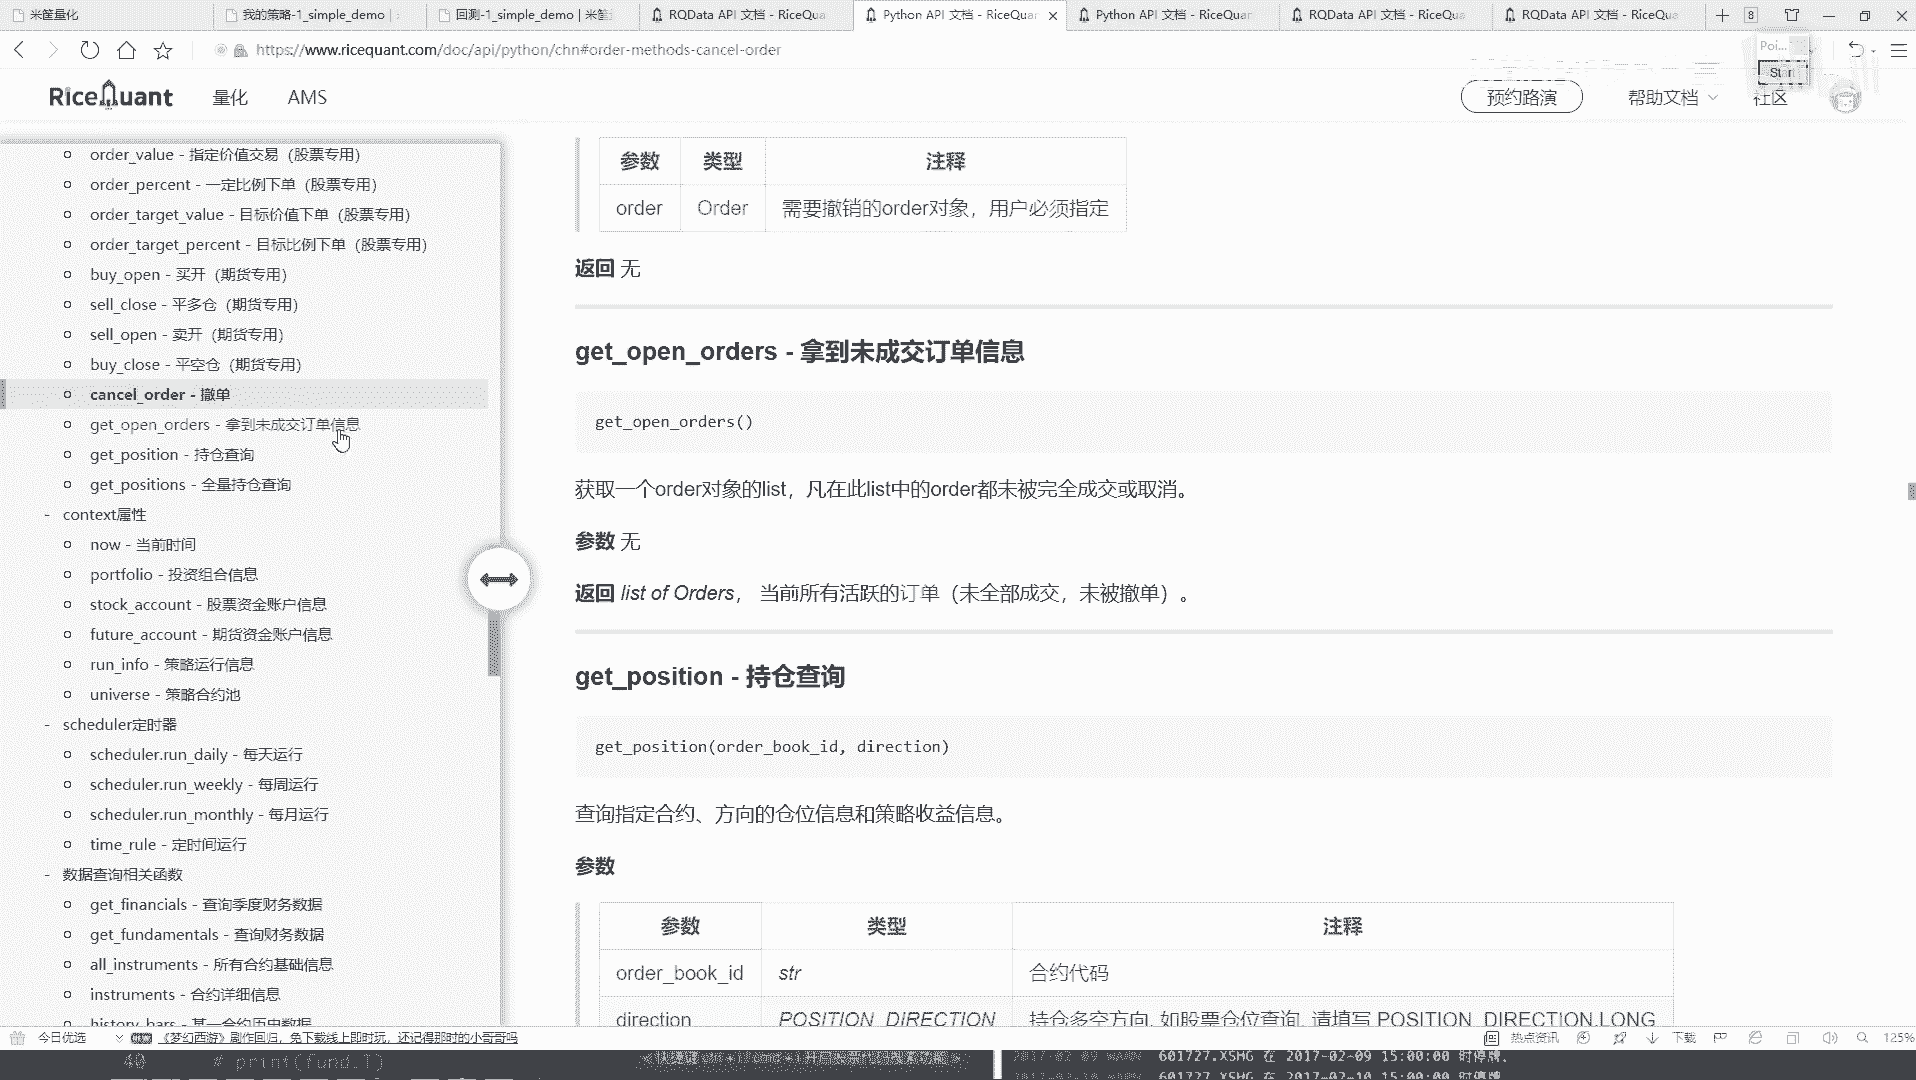 米筐量化
我的策略-1_simple_demo |
回测-1_simple_demo | 米筐
RQData API 文档 - RiceQua
Python API 文档 - RiceQuar
Python API 文档 - RiceQuan
RQData API 文档 - RiceQua
RQData API 文档 - RiceQua
8
https://www.ricequant.com/doc/api/python/chn#order-methods-cancel-order
Poi...
Start
RiceQuant
量化
AMS
预约路演
帮助文档
社区
order_value - 指定价值交易（股票专用）
order_percent - 一定比例下单（股票专用）
order_target_value - 目标价值下单（股票专用）
order_target_percent - 目标比例下单（股票专用）
buy_open - 买开（期货专用）
sell_close - 平多仓（期货专用）
sell_open - 卖开（期货专用）
buy_close - 平空仓（期货专用）
cancel_order - 撤单
get_open_orders - 拿到未成交订单信息
get_position - 持仓查询
get_positions - 全量持仓查询
- context属性
now - 当前时间
portfolio - 投资组合信息
stock_account - 股票资金账户信息
future_account - 期货资金账户信息
run_info - 策略运行信息
universe - 策略合约池
- scheduler定时器
scheduler.run_daily - 每天运行
scheduler.run_weekly - 每周运行
scheduler.run_monthly - 每月运行
time_rule - 定时间运行
- 数据查询相关函数
get_financials - 查询季度财务数据
get_fundamentals - 查询财务数据
all_instruments - 所有合约基础信息
instruments - 合约详细信息
history_bars - 某一合约历史数据
参数 类型 注释
order Order 需要撤销的order对象，用户必须指定
返回 无
get_open_orders - 拿到未成交订单信息
get_open_orders()
获取一个order对象的list，凡在此list中的order都未被完全成交或取消。
参数 无
返回 list of Orders， 当前所有活跃的订单（未全部成交，未被撤单）。
get_position - 持仓查询
get_position(order_book_id, direction)
查询指定合约、方向的仓位信息和策略收益信息。
参数
参数 类型 注释
order_book_id str 合约代码
direction POSITION_DIRECTION 持仓多空方向, 如股票仓位查询, 请填写 POSITION_DIRECTION.LONG
今日优选
《梦幻西游》剧作回归，免下载线上即时玩，还记得那时的小哥哥吗
热点资讯
下载
125%
40 # print(fund.T)
2017-02-09 WARN 601727.XSHG 在 2017-02-09 15:00:00 时停牌.
2017-02-10 WARN 601727.XSHG 在 2017-02-10 15:00:00 时停牌.